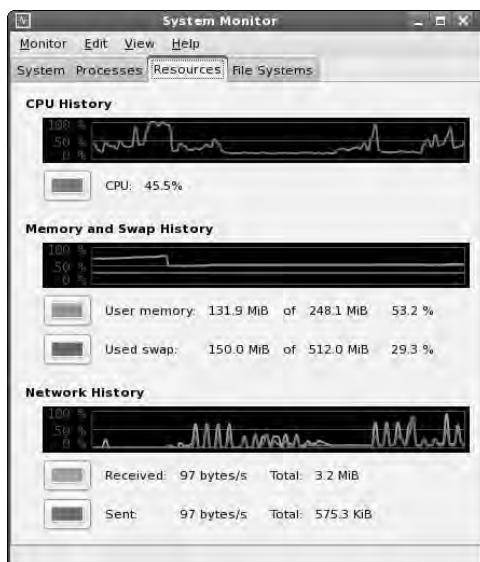 System Monitor
Monitor Edit View Help
System Processes Resources File Systems
CPU History
100 %
50 %
0 %
CPU: 45.5%
Memory and Swap History
100 %
50 %
0 %
User memory: 131.9 MiB of 248.1 MiB 53.2 %
Used swap: 150.0 MiB of 512.0 MiB 29.3 %
Network History
100 %
50 %
0 %
Received: 97 bytes/s Total: 3.2 MiB
Sent: 97 bytes/s Total: 575.3 KiB